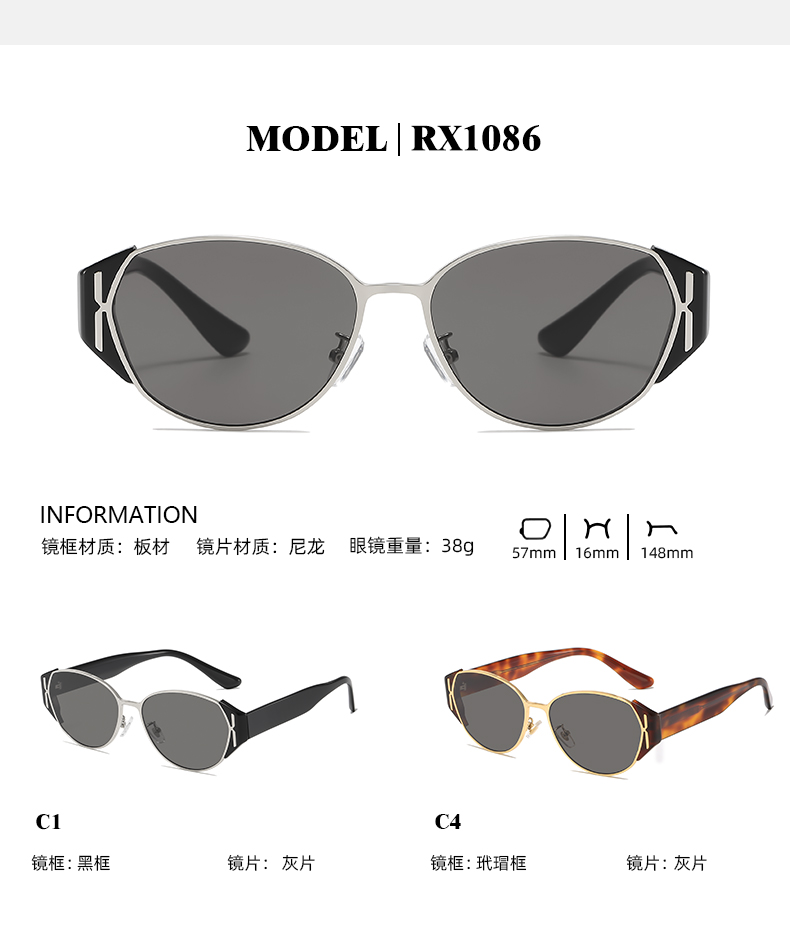 MODEL | RX1086
INFORMATION
镜框材质：板材 镜片材质：尼龙 眼镜重量：38g
57mm 16mm 148mm
C1
镜框：黑框 镜片： 灰片
C4
镜框：玳瑁框 镜片：灰片